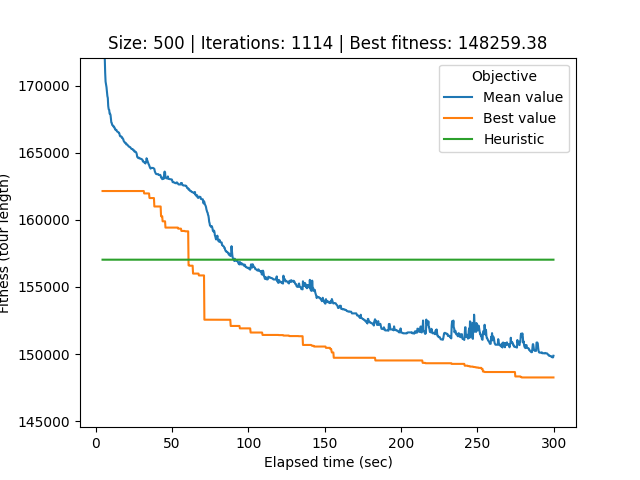 Size: 500 | Iterations: 1114 | Best fitness: 148259.38
Objective
Mean value
Best value
Heuristic
170000
165000
160000
155000
150000
145000
Fitness (tour length)
0 50 100 150 200 250 300
Elapsed time (sec)